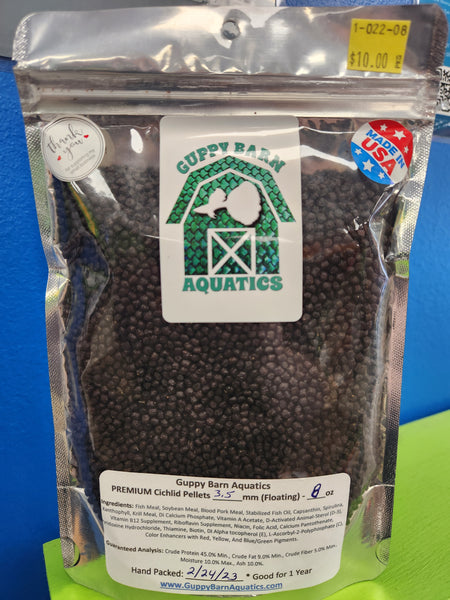 1-022-08
$10.00
thank
you
MADE IN
USA
GUPPY BARN
AQUATICS
Guppy Barn Aquatics
PREMIUM Cichlid Pellets 3.5 mm (Floating) - 8 oz
Ingredients: Fish Meal, Soybean Meal, Blood Pork Meal, Stabilized Fish Oil, Capsanthin, Spirulina,
Xanthophyll, Krill Meal, Di Calcium Phosphate, Vitamin A Acetate, D-Activated Animal-Sterol (D-3),
Vitamin B12 Supplement, Riboflavin Supplement, Niacin, Folic Acid, Calcium Pantothenate,
Hydrochloride, Thiamine, Biotin, Dl Alpha tocopherol (E), L-Ascorbyl-2-Polyphosphate (C),
Color Enhancers with Red, Yellow, And Blue/Green Pigments.
Guaranteed Analysis: Crude Protein 45.0% Min , Crude Fat 9.0% Min, Crude Fiber 5.0% Min,
Moisture 10.0% Max, Ash 10.0%.
Hand Packed: 2/24/23 * Good for 1 Year
www.GuppyBarnAquatics.com